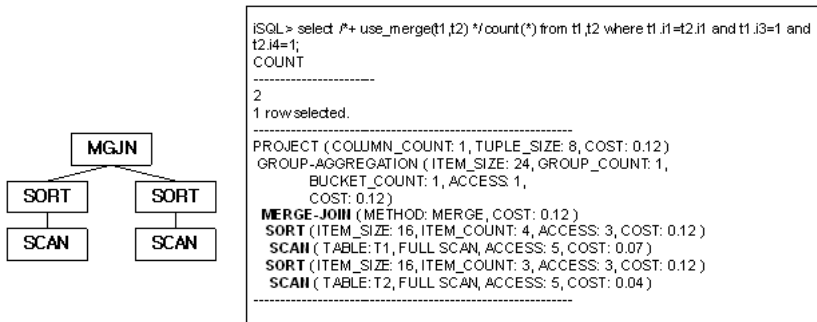 MGJN
SORT
SORT
SCAN
SCAN
iSQL> select /*+ use_merge(t1,t2) */ count(*) from t1,t2 where t1.i1=t2.i1 and t1.i3=1 and
t2.i4=1;
COUNT
-----------------------
2
1 row selected.
------------------------------------------------------------
PROJECT ( COLUMN_COUNT: 1, TUPLE_SIZE: 8, COST: 0.12 )
GROUP-AGGREGATION ( ITEM_SIZE: 24, GROUP_COUNT: 1,
BUCKET_COUNT: 1, ACCESS: 1,
COST: 0.12 )
MERGE-JOIN ( METHOD: MERGE, COST: 0.12 )
SORT ( ITEM_SIZE: 16, ITEM_COUNT: 4, ACCESS: 3, COST: 0.12 )
SCAN ( TABLE: T1, FULL SCAN, ACCESS: 5, COST: 0.07 )
SORT ( ITEM_SIZE: 16, ITEM_COUNT: 3, ACCESS: 3, COST: 0.12 )
SCAN ( TABLE: T2, FULL SCAN, ACCESS: 5, COST: 0.04 )
------------------------------------------------------------